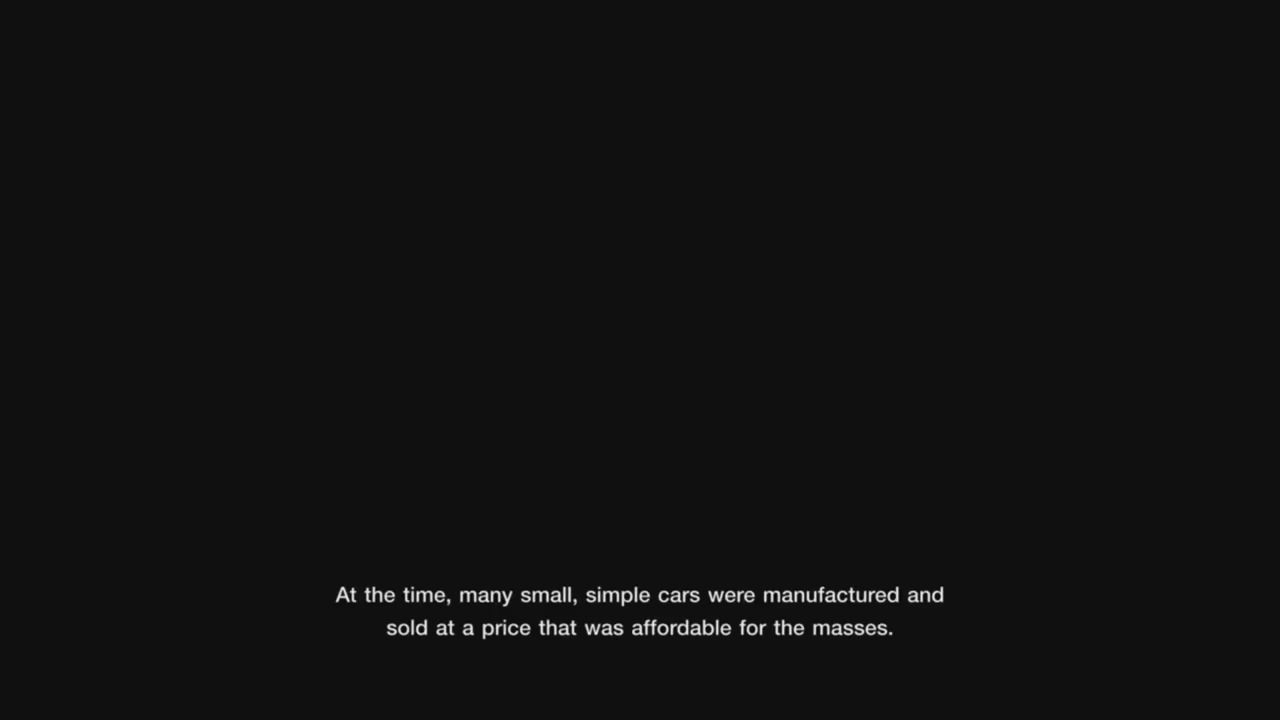 At the time, many small, simple cars were manufactured and
sold at a price that was affordable for the masses.